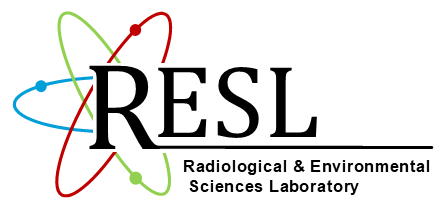 RESL
Radiological & Environmental
Sciences Laboratory